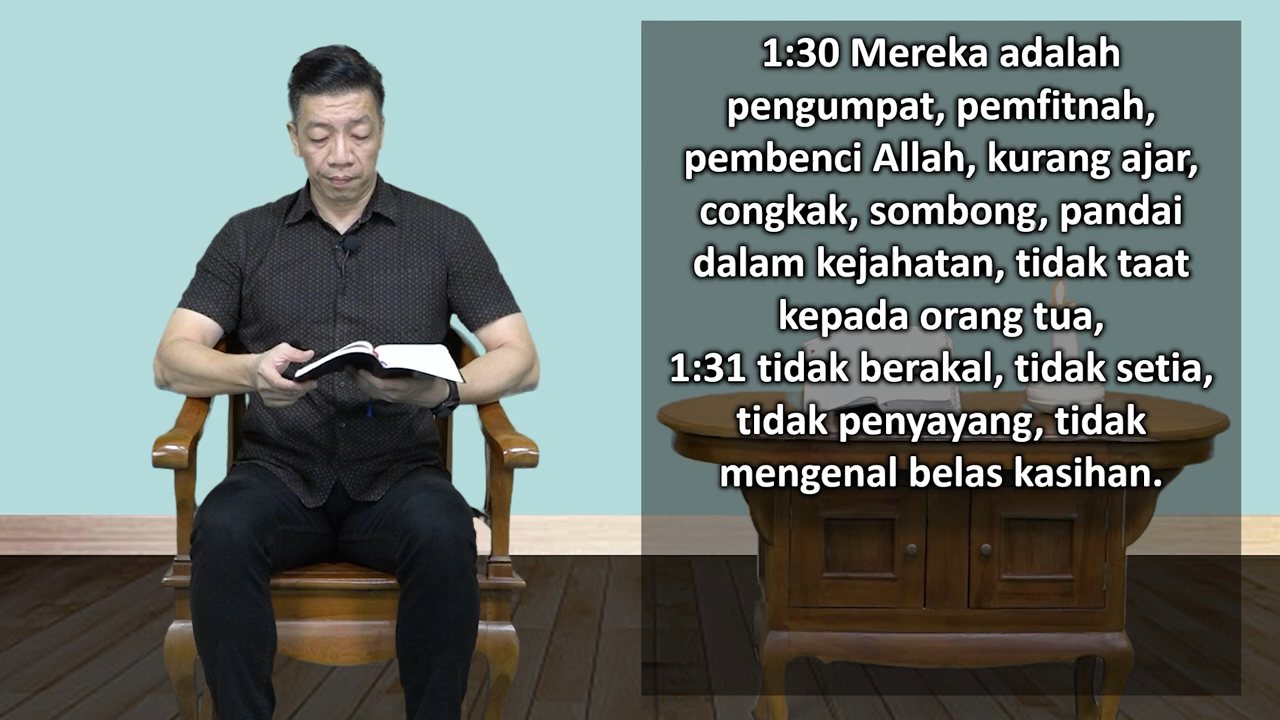 1:30 Mereka adalah
pengumpat, pemfitnah,
pembenci Allah, kurang ajar,
congkak, sombong, pandai
dalam kejahatan, tidak taat
kepada orang tua,
1:31 tidak berakal, tidak setia,
tidak penyayang, tidak
mengenal belas kasihan.